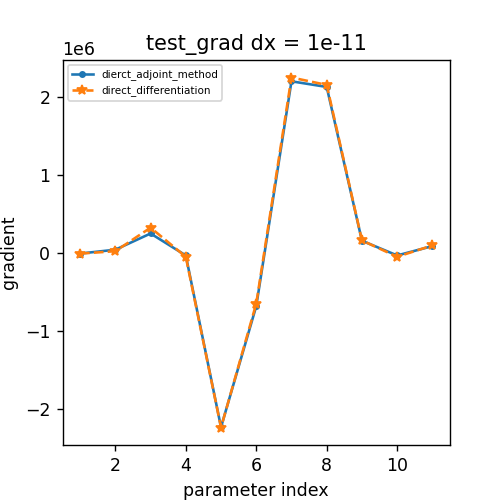 test_grad dx = 1e-11
1e6
dierct_adjoint_method
direct_differentiation
2
1
0
−1
−2
gradient
2
4
6
8
10
parameter index